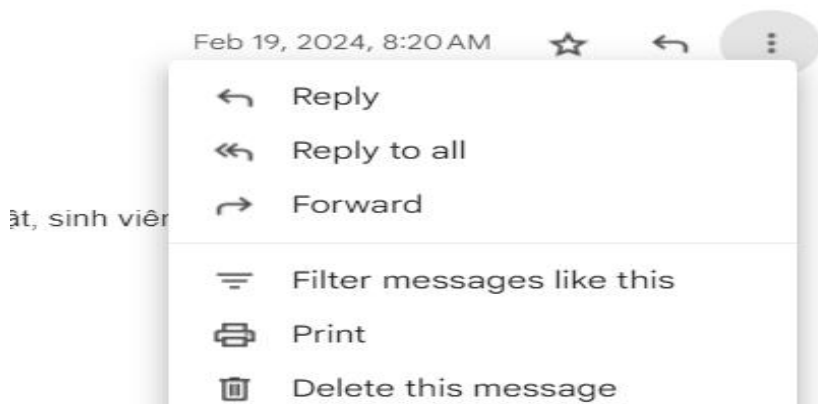 Feb 19, 2024, 8:20 AM
Reply
Reply to all
Forward
ật, sinh viên
Filter messages like this
Print
Delete this message